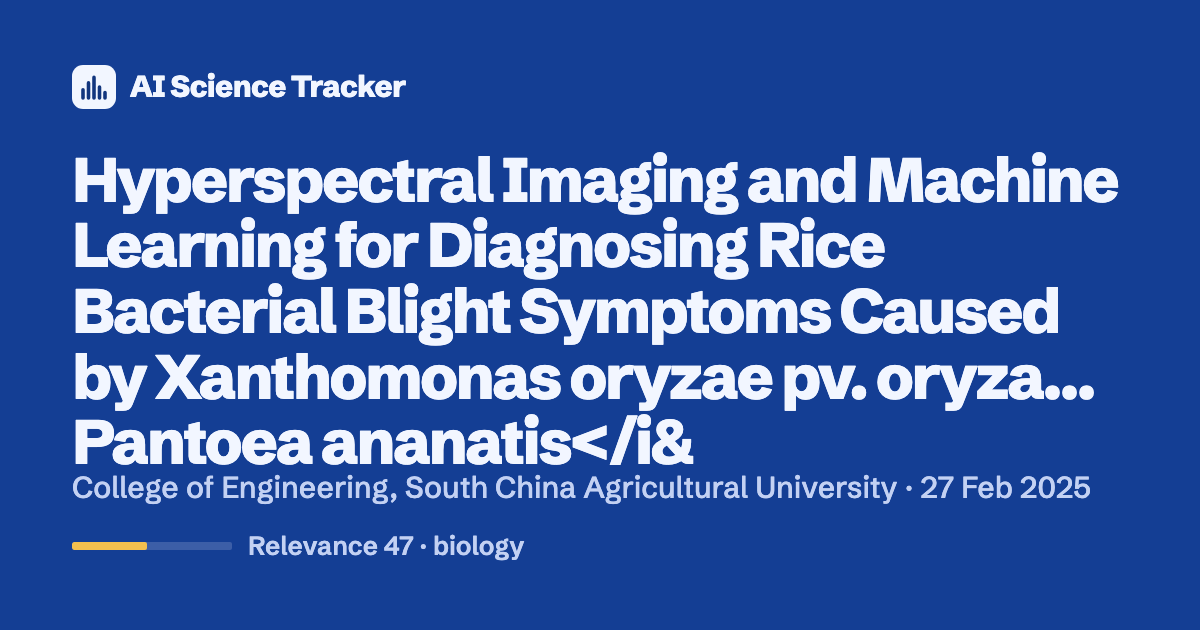 AI Science Tracker
Hyperspectral Imaging and Machine
Learning for Diagnosing Rice
Bacterial Blight Symptoms Caused
by Xanthomonas oryzae pv. oryza...
Pantoea ananatis</i&
College of Engineering, South China Agricultural University · 27 Feb 2025
Relevance 47 · biology